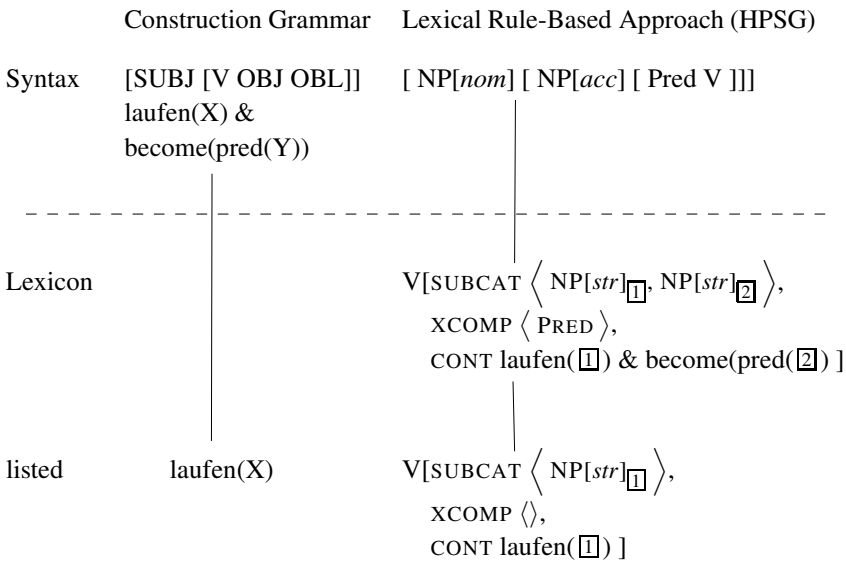 Construction Grammar Lexical Rule-Based Approach (HPSG)
Syntax [SUBJ [V OBJ OBL]] [ NP[nom] [ NP[acc] [ Pred V ]]]
laufen(X) &
become(pred(Y))
Lexicon V[SUBCAT ⟨ NP[str]1, NP[str]2 ⟩,
XCOMP ⟨ PRED ⟩,
CONT laufen(1) & become(pred(2) ]
listed laufen(X) V[SUBCAT ⟨ NP[str]1 ⟩,
XCOMP ⟨⟩,
CONT laufen(1) ]